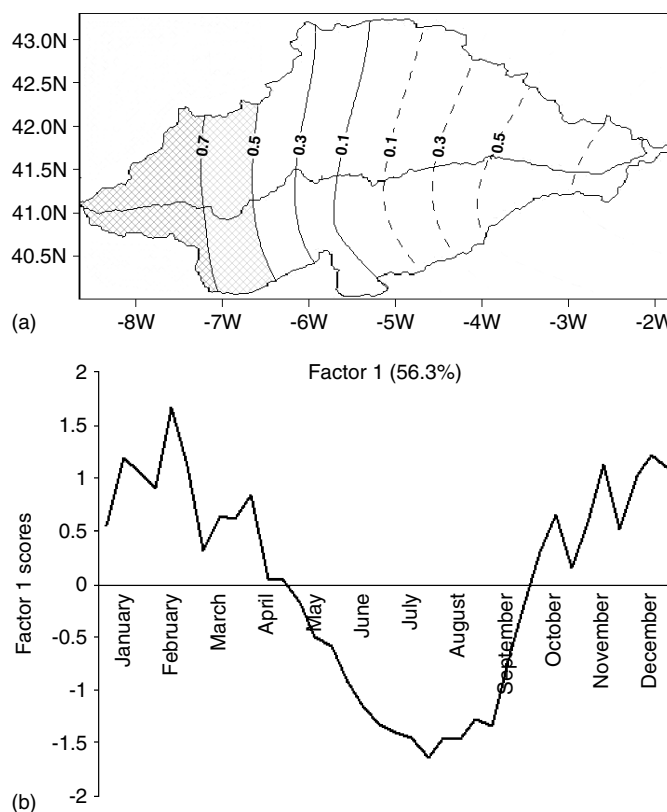 43.0N
42.5N
42.0N
41.5N
41.0N
40.5N
0.7
0.5
0.3
0.1
0.1
0.3
0.5
(a)
-8W -7W -6W -5W -4W -3W -2W
Factor 1 (56.3%)
2
1.5
1
0.5
0
-0.5
-1
-1.5
-2
Factor 1 scores
January
February
March
April
May
June
July
August
September
October
November
December
(b)